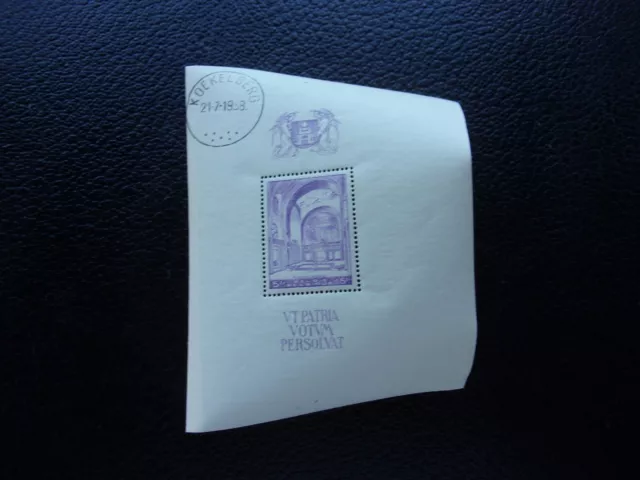 KOEKELBERG
21-7-1938
VT PATRIA
VOTVM
PERSOLVAT